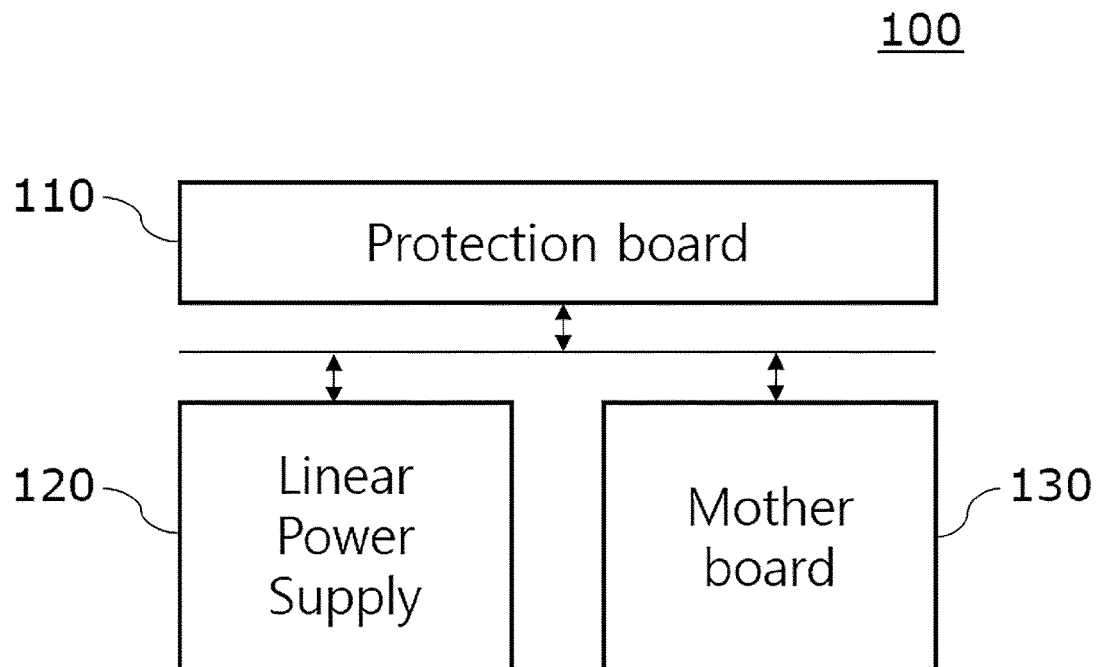 100
110
Protection board
120
Linear
Power
Supply
Mother
board
130